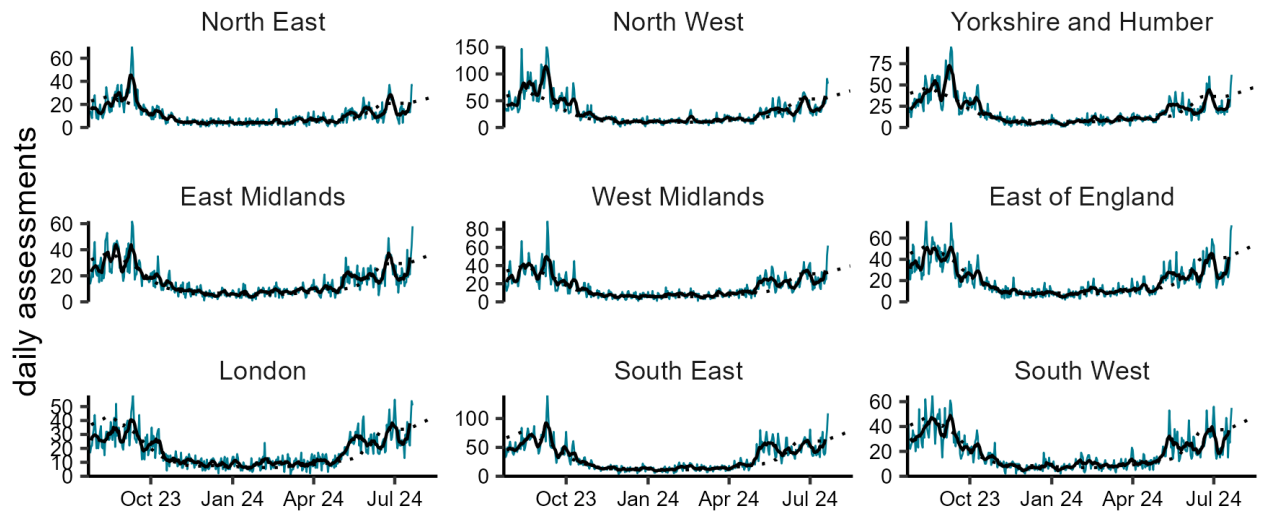 North East
North West
Yorkshire and Humber
60
40
20
0
150
100
50
0
75
50
25
0
East Midlands
West Midlands
East of England
60
40
20
0
80
60
40
20
0
60
40
20
0
London
South East
South West
50
40
30
20
10
0
100
50
0
60
40
20
0
Oct 23 Jan 24 Apr 24 Jul 24
Oct 23 Jan 24 Apr 24 Jul 24
Oct 23 Jan 24 Apr 24 Jul 24
daily assessments